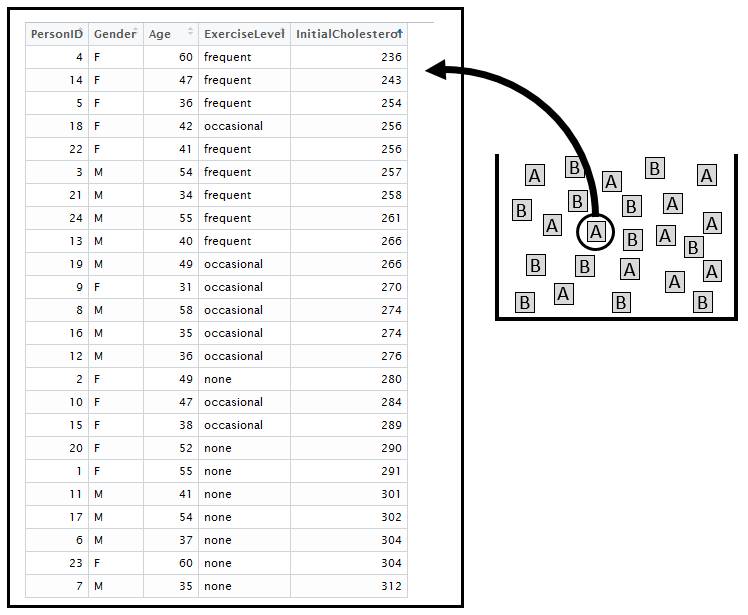 PersonID Gender Age ExerciseLevel InitialCholesterol
4 F 60 frequent 236
14 F 47 frequent 243
5 F 36 frequent 254
18 F 42 occasional 256
22 F 41 frequent 256
3 M 54 frequent 257
21 M 34 frequent 258
24 M 55 frequent 261
13 M 40 frequent 266
19 M 49 occasional 266
9 F 31 occasional 270
8 M 58 occasional 274
16 M 35 occasional 274
12 M 36 occasional 276
2 F 49 none 280
10 F 47 occasional 284
15 F 38 occasional 289
20 F 52 none 290
1 F 55 none 291
11 M 41 none 301
17 M 54 none 302
6 M 37 none 304
23 F 60 none 304
7 M 35 none 312
A B A B A
B B B A
A A B A B A
B B A A A
B A B B